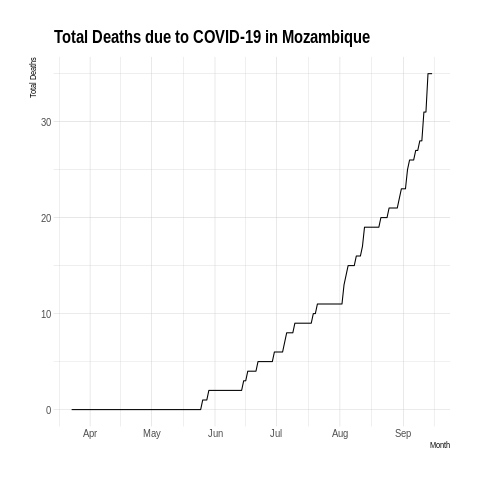 Total Deaths due to COVID-19 in Mozambique
Total Deaths
30
20
10
0
Apr May Jun Jul Aug Sep
Month